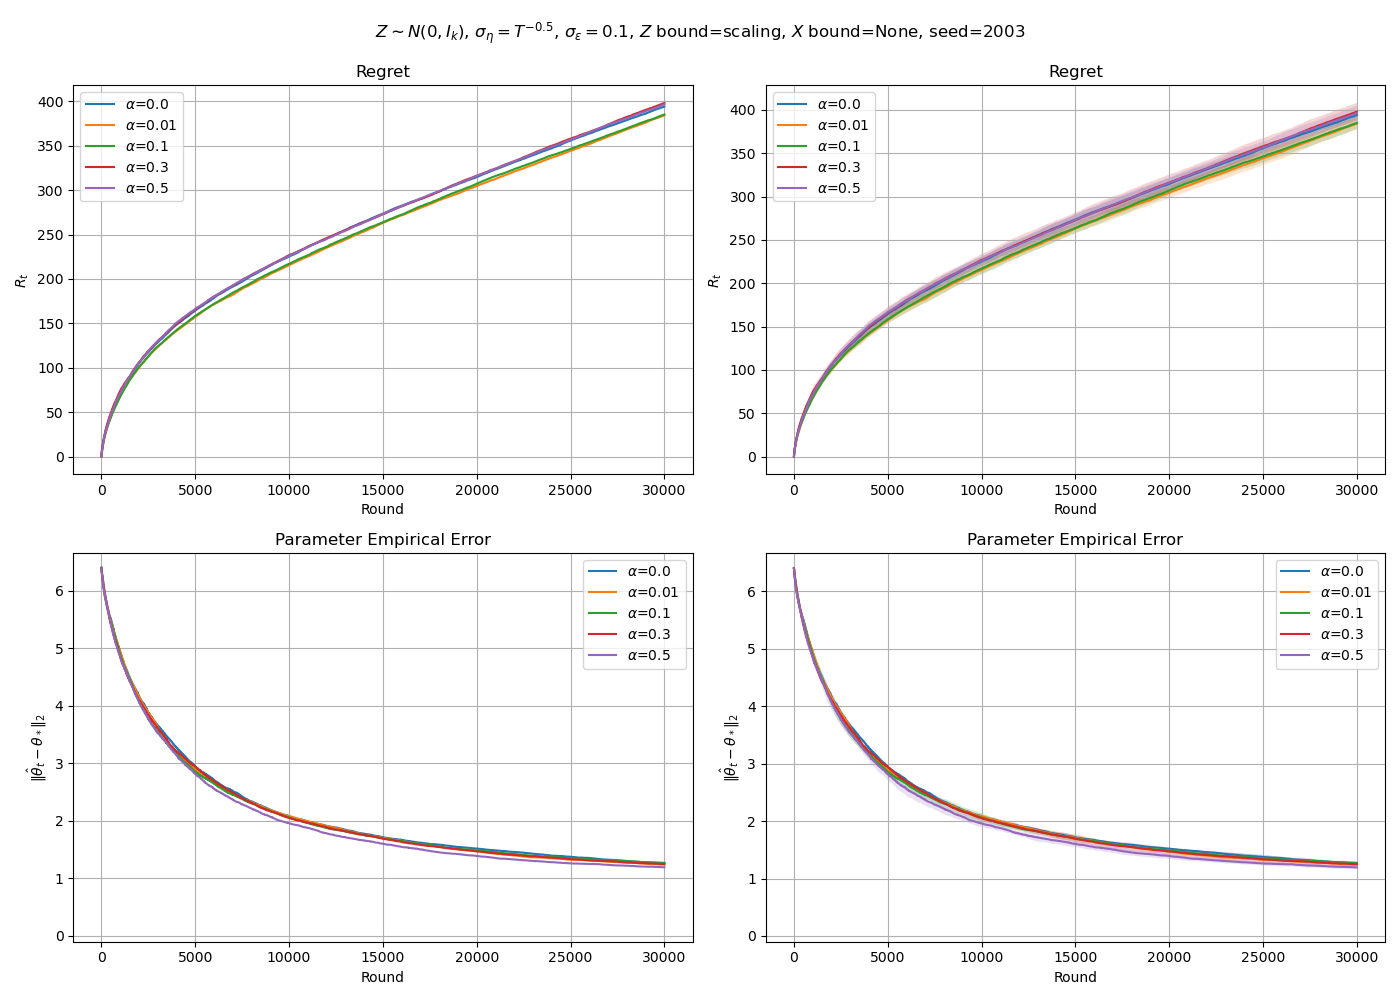 Z ∼ N(0, I_k), σ_η = T^{−0.5}, σ_ε = 0.1, Z bound=scaling, X bound=None, seed=2003
Regret
400
350
300
250
200
150
100
50
0
R_t
α=0.0
α=0.01
α=0.1
α=0.3
α=0.5
0 5000 10000 15000 20000 25000 30000
Round
Regret
400
350
300
250
200
150
100
50
0
R_t
α=0.0
α=0.01
α=0.1
α=0.3
α=0.5
0 5000 10000 15000 20000 25000 30000
Round
Parameter Empirical Error
6
5
4
3
2
1
0
‖θ̂_t − θ_*‖_2
α=0.0
α=0.01
α=0.1
α=0.3
α=0.5
0 5000 10000 15000 20000 25000 30000
Round
Parameter Empirical Error
6
5
4
3
2
1
0
‖θ̂_t − θ_*‖_2
α=0.0
α=0.01
α=0.1
α=0.3
α=0.5
0 5000 10000 15000 20000 25000 30000
Round